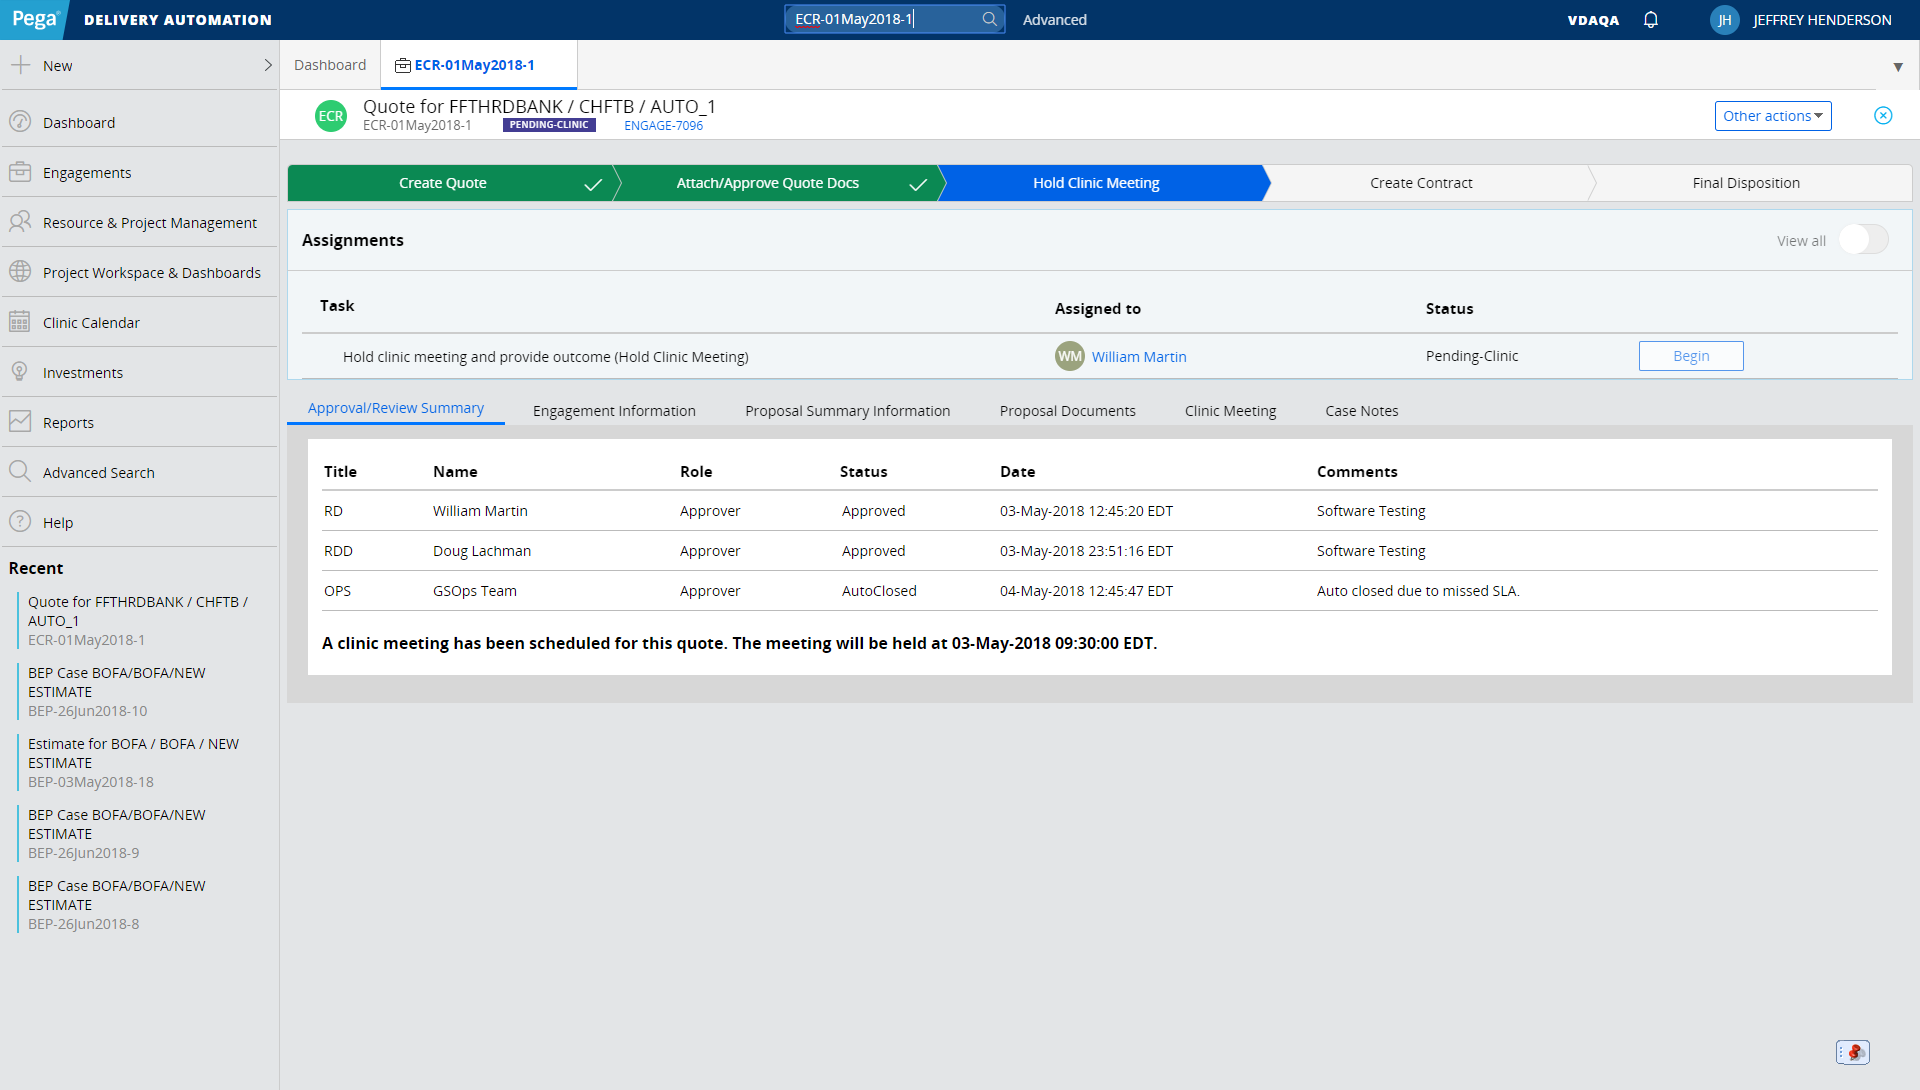 Pega DELIVERY AUTOMATION ECR-01May2018-1 Advanced VDAQA JH JEFFREY HENDERSON
New
Dashboard
Engagements
Resource & Project Management
Project Workspace & Dashboards
Clinic Calendar
Investments
Reports
Advanced Search
Help
Recent
Quote for FFTHRDBANK / CHFTB /
AUTO_1
ECR-01May2018-1
BEP Case BOFA/BOFA/NEW
ESTIMATE
BEP-26Jun2018-10
Estimate for BOFA / BOFA / NEW
ESTIMATE
BEP-03May2018-18
BEP Case BOFA/BOFA/NEW
ESTIMATE
BEP-26Jun2018-9
BEP Case BOFA/BOFA/NEW
ESTIMATE
BEP-26Jun2018-8
Dashboard ECR-01May2018-1
ECR Quote for FFTHRDBANK / CHFTB / AUTO_1
ECR-01May2018-1 PENDING-CLINIC ENGAGE-7096
Other actions
Create Quote Attach/Approve Quote Docs Hold Clinic Meeting Create Contract Final Disposition
Assignments View all
Task Assigned to Status
Hold clinic meeting and provide outcome (Hold Clinic Meeting) WM William Martin Pending-Clinic Begin
Approval/Review Summary Engagement Information Proposal Summary Information Proposal Documents Clinic Meeting Case Notes
Title Name Role Status Date Comments
RD William Martin Approver Approved 03-May-2018 12:45:20 EDT Software Testing
RDD Doug Lachman Approver Approved 03-May-2018 23:51:16 EDT Software Testing
OPS GSOps Team Approver AutoClosed 04-May-2018 12:45:47 EDT Auto closed due to missed SLA.
A clinic meeting has been scheduled for this quote. The meeting will be held at 03-May-2018 09:30:00 EDT.